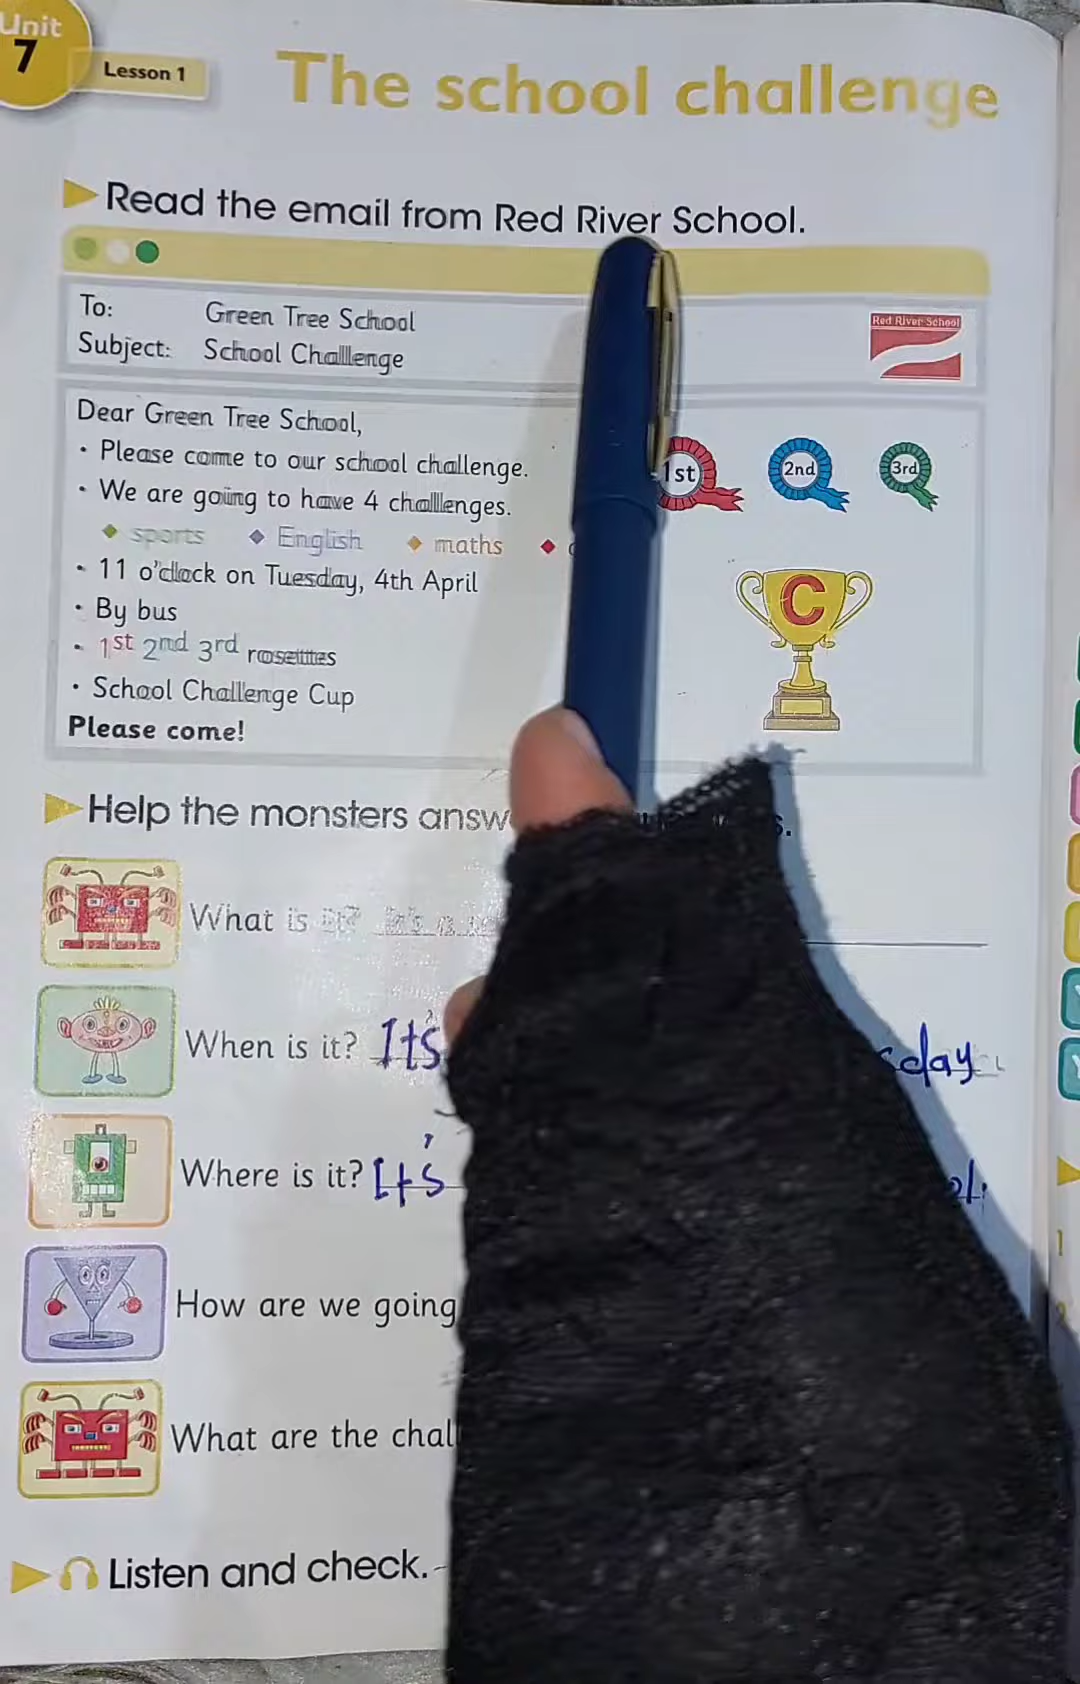 Unit
7
Lesson 1
The school challenge
Read the email from Red River School.
To: Green Tree School
Subject: School Challenge
Red River School
Dear Green Tree School,
• Please come to our school challenge.
• We are going to have 4 challenges.
sports English maths
1st 2nd 3rd
• 11 o'clock on Tuesday, 4th April
• By bus
• 1st 2nd 3rd rosettes
• School Challenge Cup
C
Please come!
Help the monsters
What is it? It's a
When is it? It's
Where is it? It's
How are we going
What are the
Listen and check.